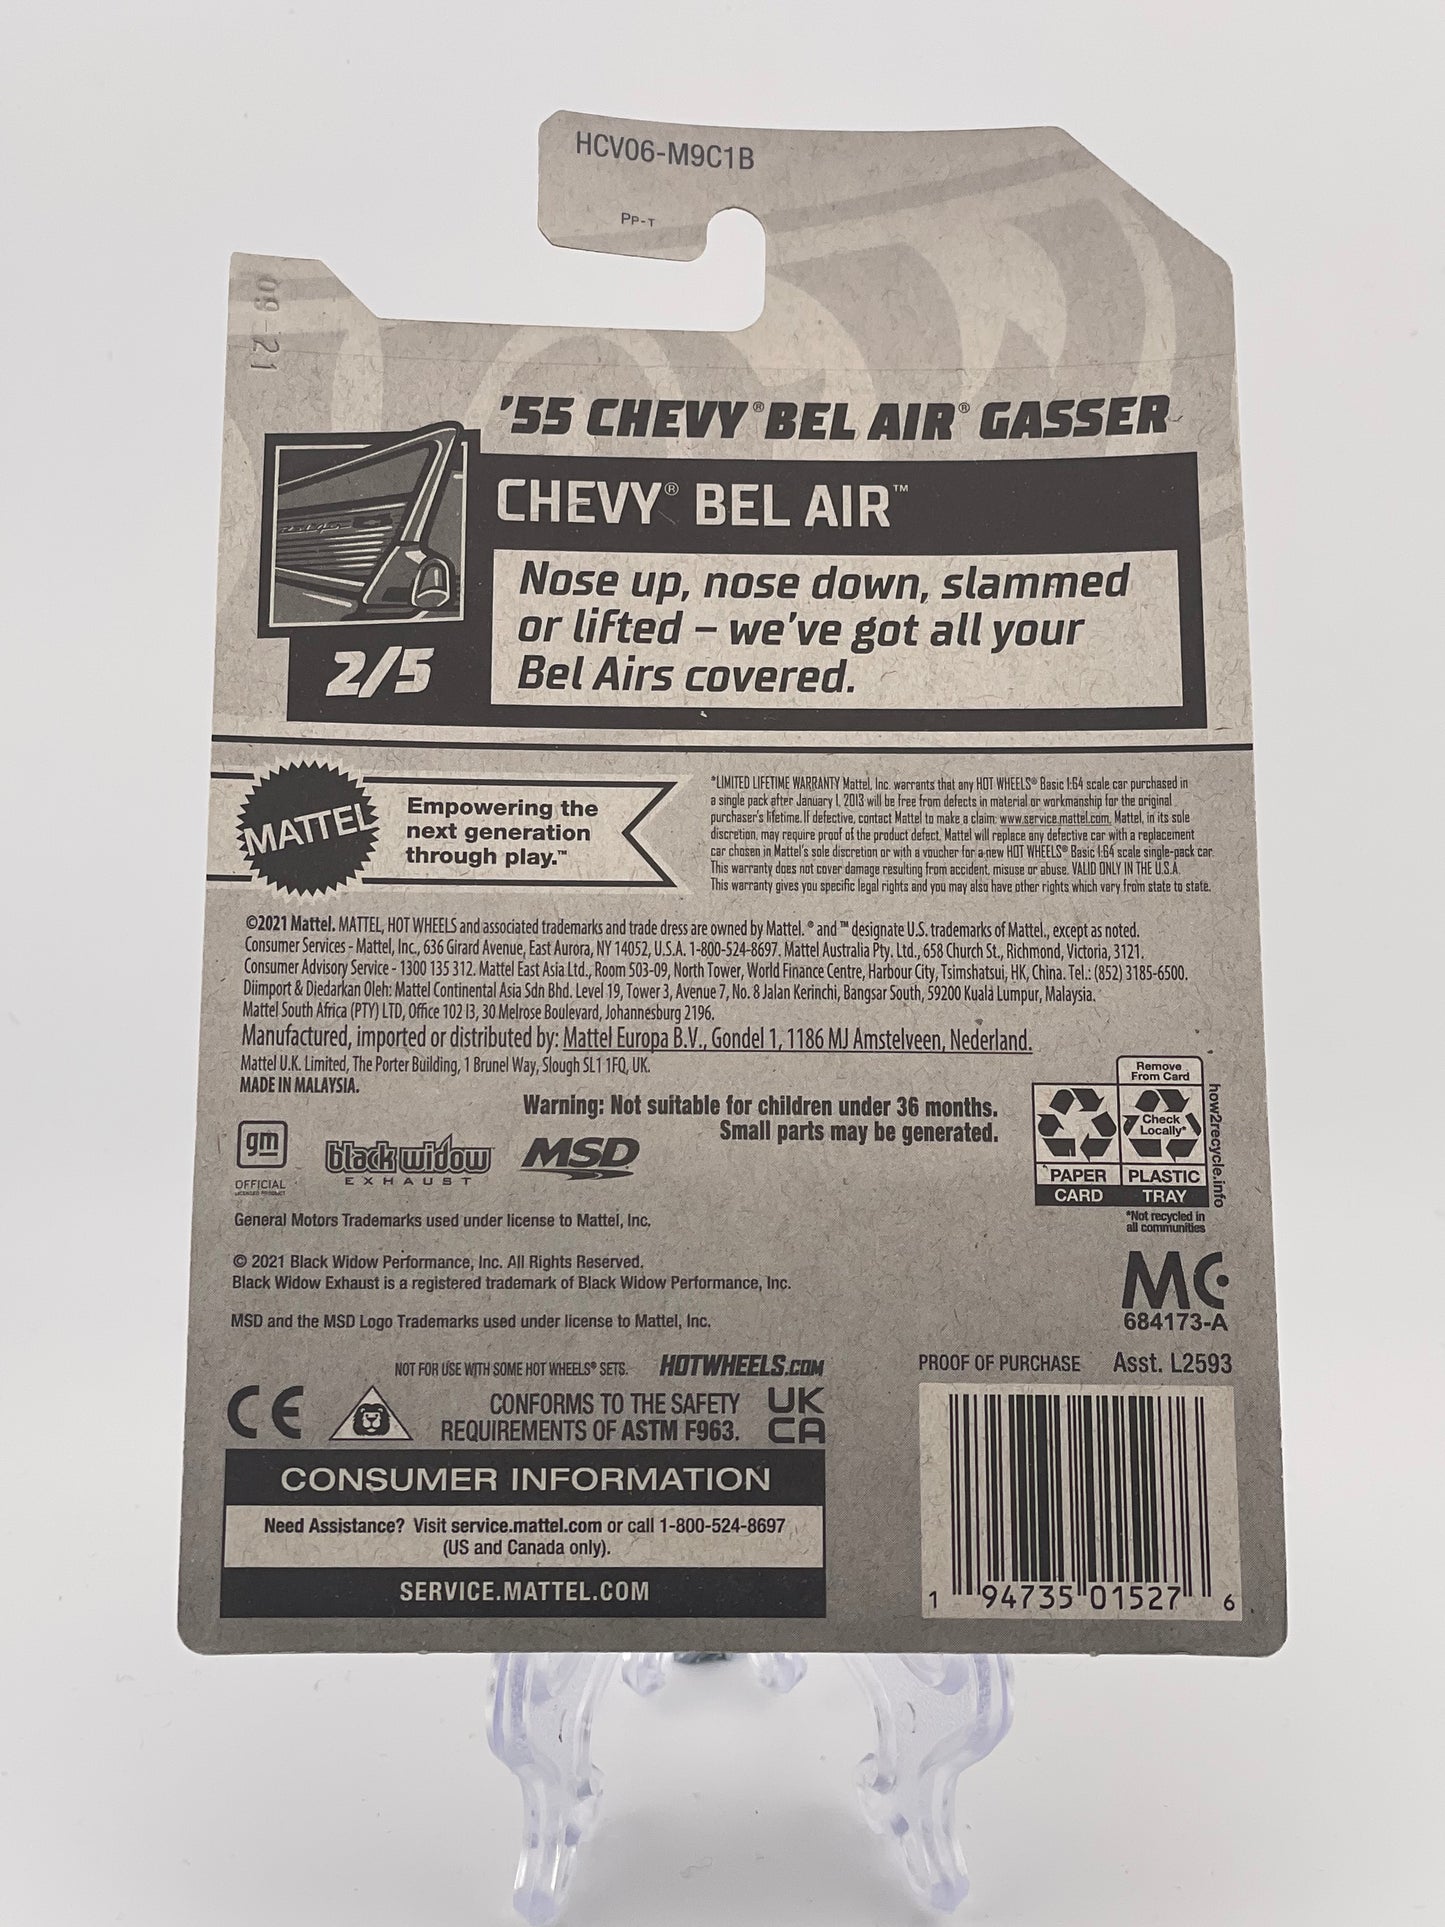 HCV06-M9C1B
PP-T
09-21
'55 CHEVY® BEL AIR® GASSER
CHEVY® BEL AIR™
Nose up, nose down, slammed
or lifted – we've got all your
Bel Airs covered.
2/5
MATTEL
Empowering the
next generation
through play.™
*LIMITED LIFETIME WARRANTY Mattel, Inc. warrants that any HOT WHEELS® Basic 1:64 scale car purchased in
a single pack after January 1, 2013 will be free from defects in material or workmanship for the original
purchaser's lifetime. If defective, contact Mattel to make a claim: www.service.mattel.com. Mattel, in its sole
discretion, may require proof of the product defect. Mattel will replace any defective car with a replacement
car chosen in Mattel's sole discretion or with a voucher for a new HOT WHEELS® Basic 1:64 scale single-pack car.
This warranty does not cover damage resulting from accident, misuse or abuse. VALID ONLY IN THE U.S.A.
This warranty gives you specific legal rights and you may also have other rights which vary from state to state.
©2021 Mattel. MATTEL, HOT WHEELS and associated trademarks and trade dress are owned by Mattel. ® and ™ designate U.S. trademarks of Mattel., except as noted.
Consumer Services - Mattel, Inc., 636 Girard Avenue, East Aurora, NY 14052, U.S.A. 1-800-524-8697. Mattel Australia Pty. Ltd., 658 Church St., Richmond, Victoria, 3121.
Consumer Advisory Service - 1300 135 312. Mattel East Asia Ltd., Room 503-09, North Tower, World Finance Centre, Harbour City, Tsimshatsui, HK, China. Tel.: (852) 3185-6500.
Diimport & Diedarkan Oleh: Mattel Continental Asia Sdn Bhd. Level 19, Tower 3, Avenue 7, No. 8 Jalan Kerinchi, Bangsar South, 59200 Kuala Lumpur, Malaysia.
Mattel South Africa (PTY) LTD, Office 102 I3, 30 Melrose Boulevard, Johannesburg 2196.
Manufactured, imported or distributed by: Mattel Europa B.V., Gondel 1, 1186 MJ Amstelveen, Nederland.
Mattel U.K. Limited, The Porter Building, 1 Brunel Way, Slough SL1 1FQ, UK.
MADE IN MALAYSIA.
Warning: Not suitable for children under 36 months.
Small parts may be generated.
Remove
From Card
Check
Locally*
PAPER
PLASTIC
CARD
TRAY
how2recycle.info
*Not recycled in
all communities
gm
OFFICIAL
LICENSED PRODUCT
black widow
EXHAUST
MSD
General Motors Trademarks used under license to Mattel, Inc.
© 2021 Black Widow Performance, Inc. All Rights Reserved.
Black Widow Exhaust is a registered trademark of Black Widow Performance, Inc.
MSD and the MSD Logo Trademarks used under license to Mattel, Inc.
MC
684173-A
NOT FOR USE WITH SOME HOT WHEELS® SETS.
HOTWHEELS.COM
PROOF OF PURCHASE
Asst. L2593
CE
CONFORMS TO THE SAFETY
REQUIREMENTS OF ASTM F963.
UK
CA
CONSUMER INFORMATION
Need Assistance? Visit service.mattel.com or call 1-800-524-8697
(US and Canada only).
SERVICE.MATTEL.COM
1 94735 01527 6